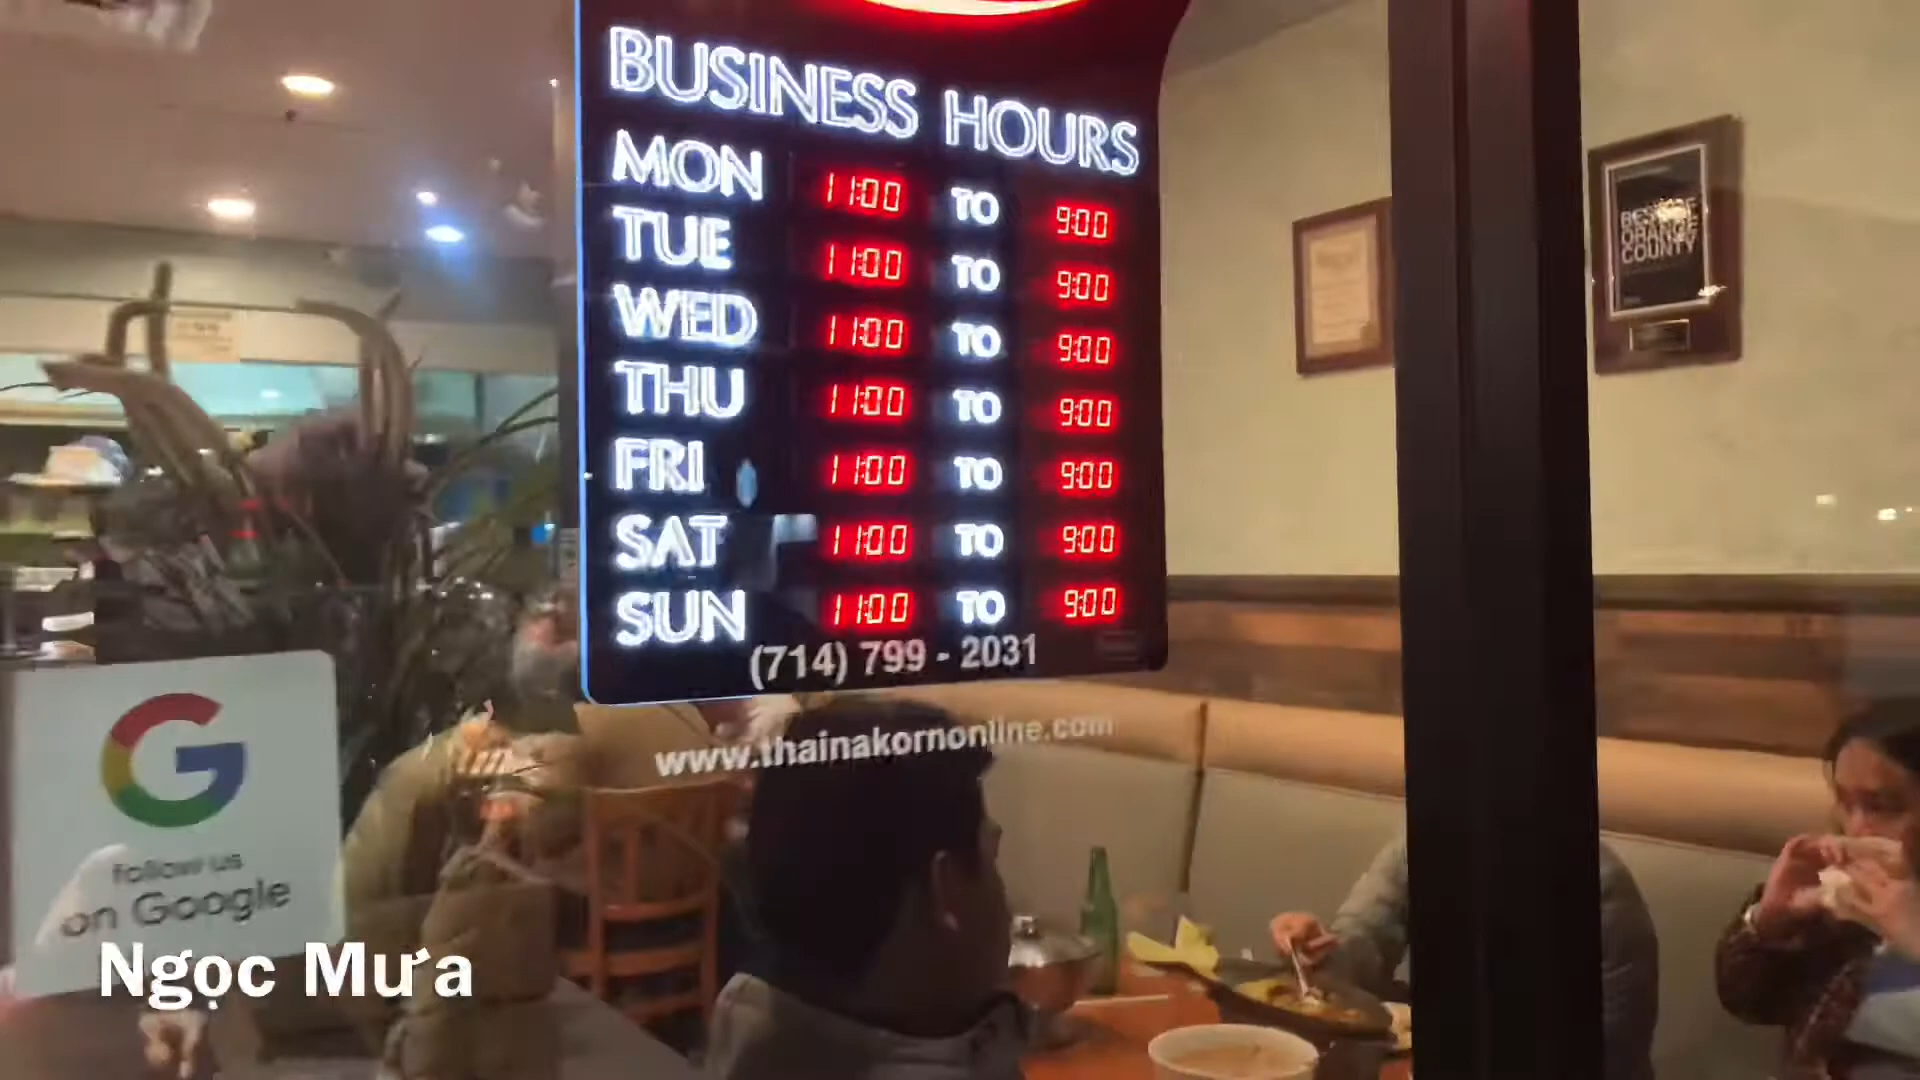 BUSINESS HOURS
MON 11:00 TO 9:00
TUE 11:00 TO 9:00
WED 11:00 TO 9:00
THU 11:00 TO 9:00
FRI 11:00 TO 9:00
SAT 11:00 TO 9:00
SUN 11:00 TO 9:00
(714) 799 - 2031
www.thainakornonline.com
BEST OF
ORANGE
COUNTY
G
Follow us
on Google
Ngọc Mưa